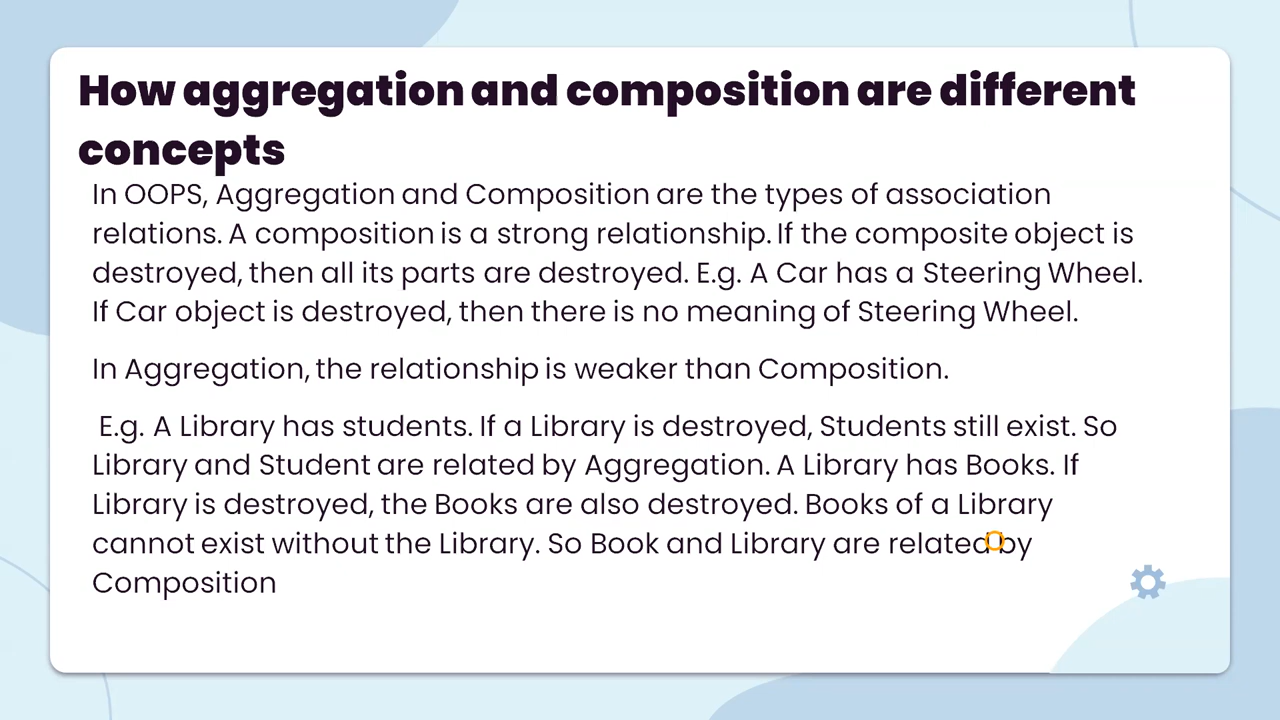 How aggregation and composition are different
concepts
In OOPS, Aggregation and Composition are the types of association
relations. A composition is a strong relationship. If the composite object is
destroyed, then all its parts are destroyed. E.g. A Car has a Steering Wheel.
If Car object is destroyed, then there is no meaning of Steering Wheel.
In Aggregation, the relationship is weaker than Composition.
E.g. A Library has students. If a Library is destroyed, Students still exist. So
Library and Student are related by Aggregation. A Library has Books. If
Library is destroyed, the Books are also destroyed. Books of a Library
cannot exist without the Library. So Book and Library are related by
Composition